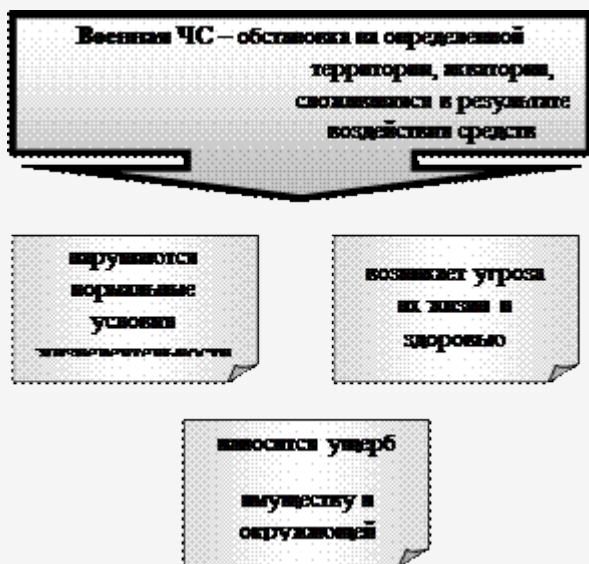 Военная ЧС – обстановка на определенной
территории, акватории,
сложившаяся в результате
воздействия средств
нарушаются
нормальные
условия
жизнедеятельности
возникает угроза
их жизни и
здоровью
наносится ущерб
имуществу и
окружающей